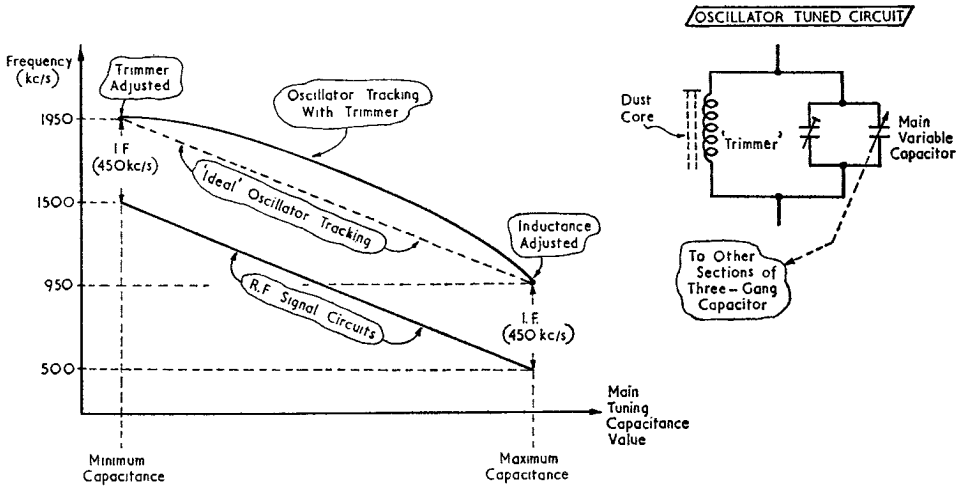 OSCILLATOR TUNED CIRCUIT
Frequency
(kc/s)
Trimmer
Adjusted
Oscillator Tracking
With Trimmer
1950
I.F
(450 kc/s)
'Ideal' Oscillator Tracking
1500
Inductance
Adjusted
950
R.F Signal Circuits
I.F.
(450 kc/s)
500
Main
Tuning
Capacitance
Value
Minimum
Capacitance
Maximum
Capacitance
Dust
Core
'Trimmer'
Main
Variable
Capacitor
To Other
Sections of
Three-Gang
Capacitor